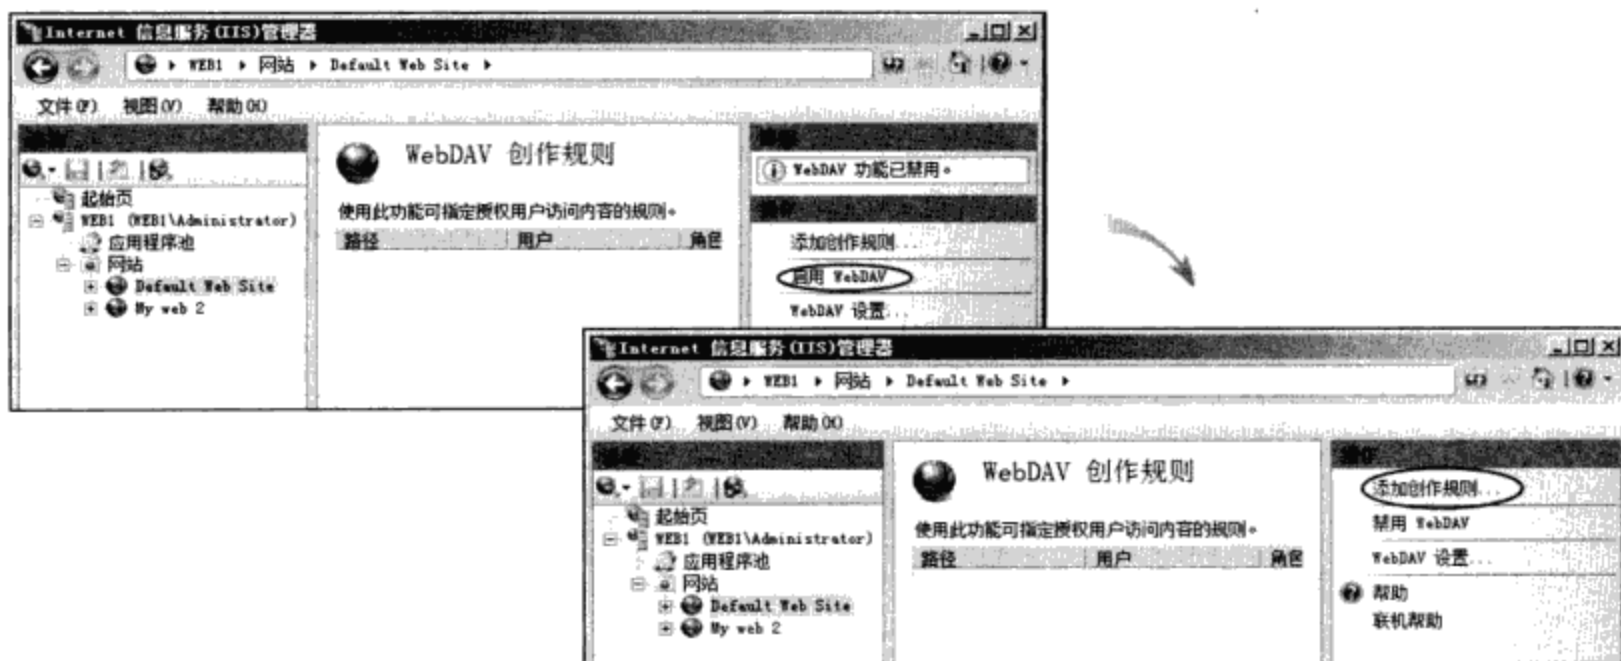 Internet 信息服务(IIS)管理器
WEB1 网站 Default Web Site
文件(F) 视图(V) 帮助(H)
WebDAV 创作规则
WebDAV 功能已禁用。
起始页
使用此功能可指定授权用户访问内容的规则。
WEB1 (WEB1\Administrator)
路径 用户 角色
添加创作规则...
应用程序池
网站
启用 WebDAV
Default Web Site
My web 2
WebDAV 设置...
Internet 信息服务(IIS)管理器
WEB1 网站 Default Web Site
文件(F) 视图(V) 帮助(H)
WebDAV 创作规则
添加创作规则...
起始页
使用此功能可指定授权用户访问内容的规则。
禁用 WebDAV
WEB1 (WEB1\Administrator)
路径 用户 角色
WebDAV 设置...
应用程序池
网站
帮助
Default Web Site
联机帮助
My web 2